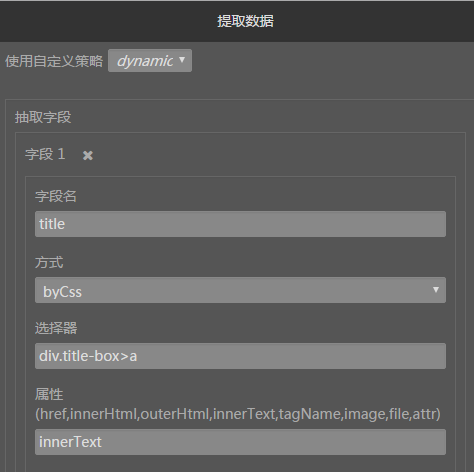 提取数据
使用自定义策略 dynamic
抽取字段
字段 1 ✖
字段名
title
方式
byCss
选择器
div.title-box>a
属性
(href,innerHtml,outerHtml,innerText,tagName,image,file,attr)
innerText